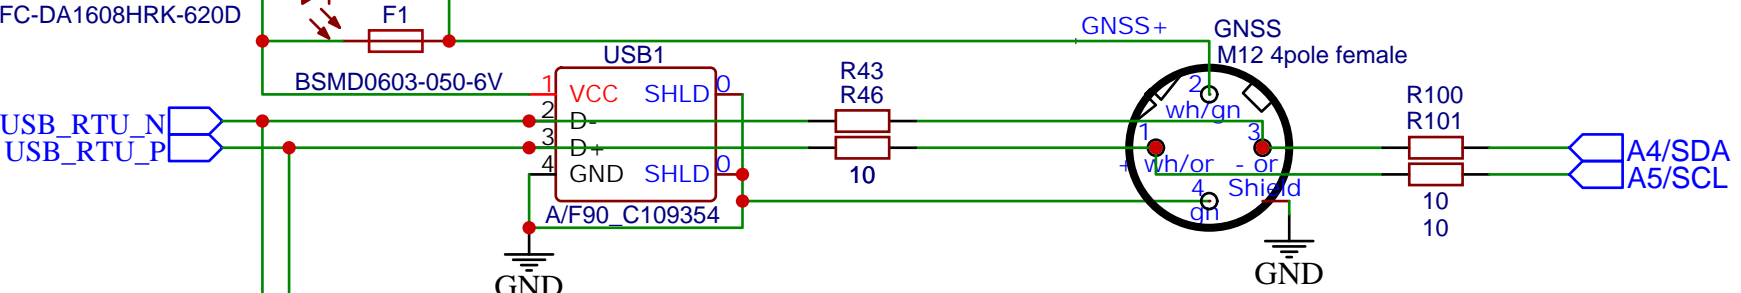 FC-DA1608HRK-620D
F1
GNSS+
GNSS
M12 4pole female
USB1
BSMD0603-050-6V
1
VCC
SHLD
0
2
D-
3
D+
4
GND
SHLD
0
A/F90_C109354
GND
USB_RTU_N
USB_RTU_P
R43
R46
10
2
wh/gn
1
+ wh/or
3
- or
Shield
4
gn
GND
R100
R101
10
10
A4/SDA
A5/SCL